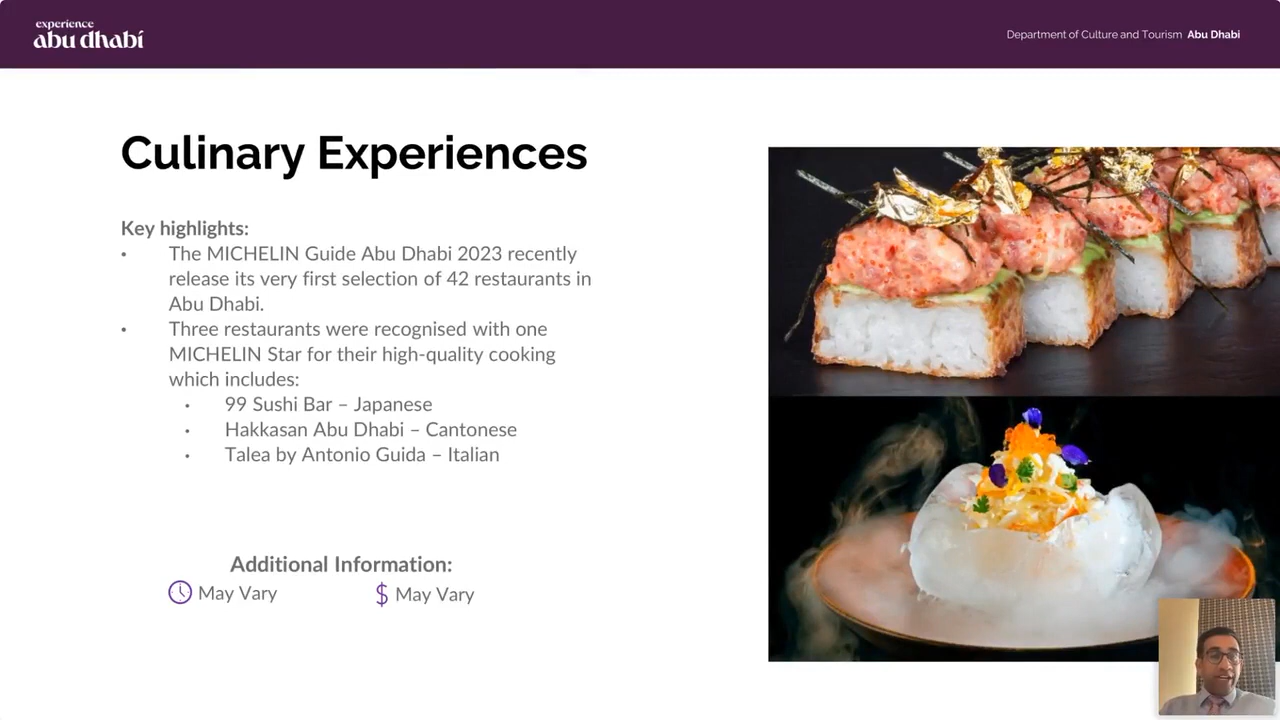 experience
abu dhabi
Department of Culture and Tourism Abu Dhabi
Culinary Experiences
Key highlights:
• The MICHELIN Guide Abu Dhabi 2023 recently
release its very first selection of 42 restaurants in
Abu Dhabi.
• Three restaurants were recognised with one
MICHELIN Star for their high-quality cooking
which includes:
• 99 Sushi Bar – Japanese
• Hakkasan Abu Dhabi – Cantonese
• Talea by Antonio Guida – Italian
Additional Information:
May Vary $ May Vary